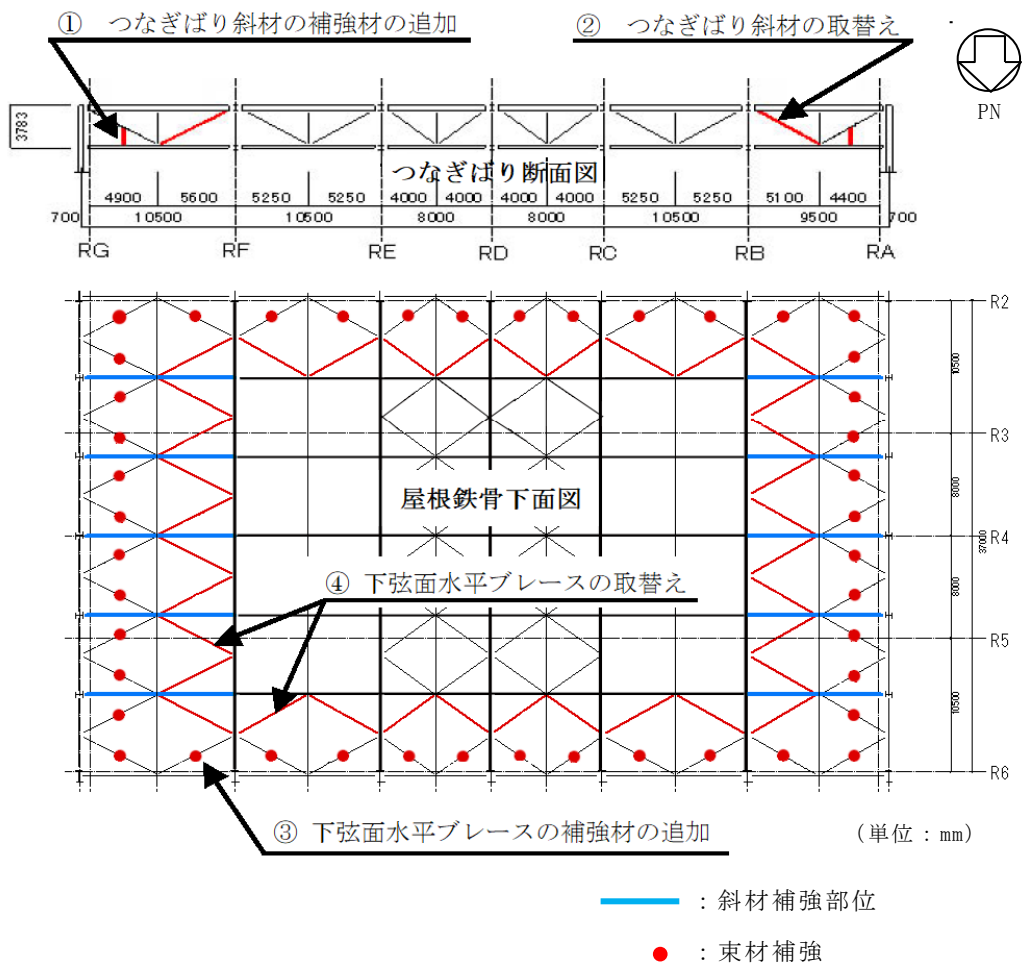 ① つなぎばり斜材の補強材の追加
② つなぎばり斜材の取替え
PN
3783
つなぎばり断面図
4900 5600 5250 5250 4000 4000 4000 4000 5250 5250 5100 4400
700 10500 10500 8000 8000 10500 9500 700
RG RF RE RD RC RB RA
R2
10500
R3
8000
屋根鉄骨下面図
37000
R4
④ 下弦面水平ブレースの取替え
8000
R5
10500
R6
③ 下弦面水平ブレースの補強材の追加
(単位:mm)
:斜材補強部位
:束材補強